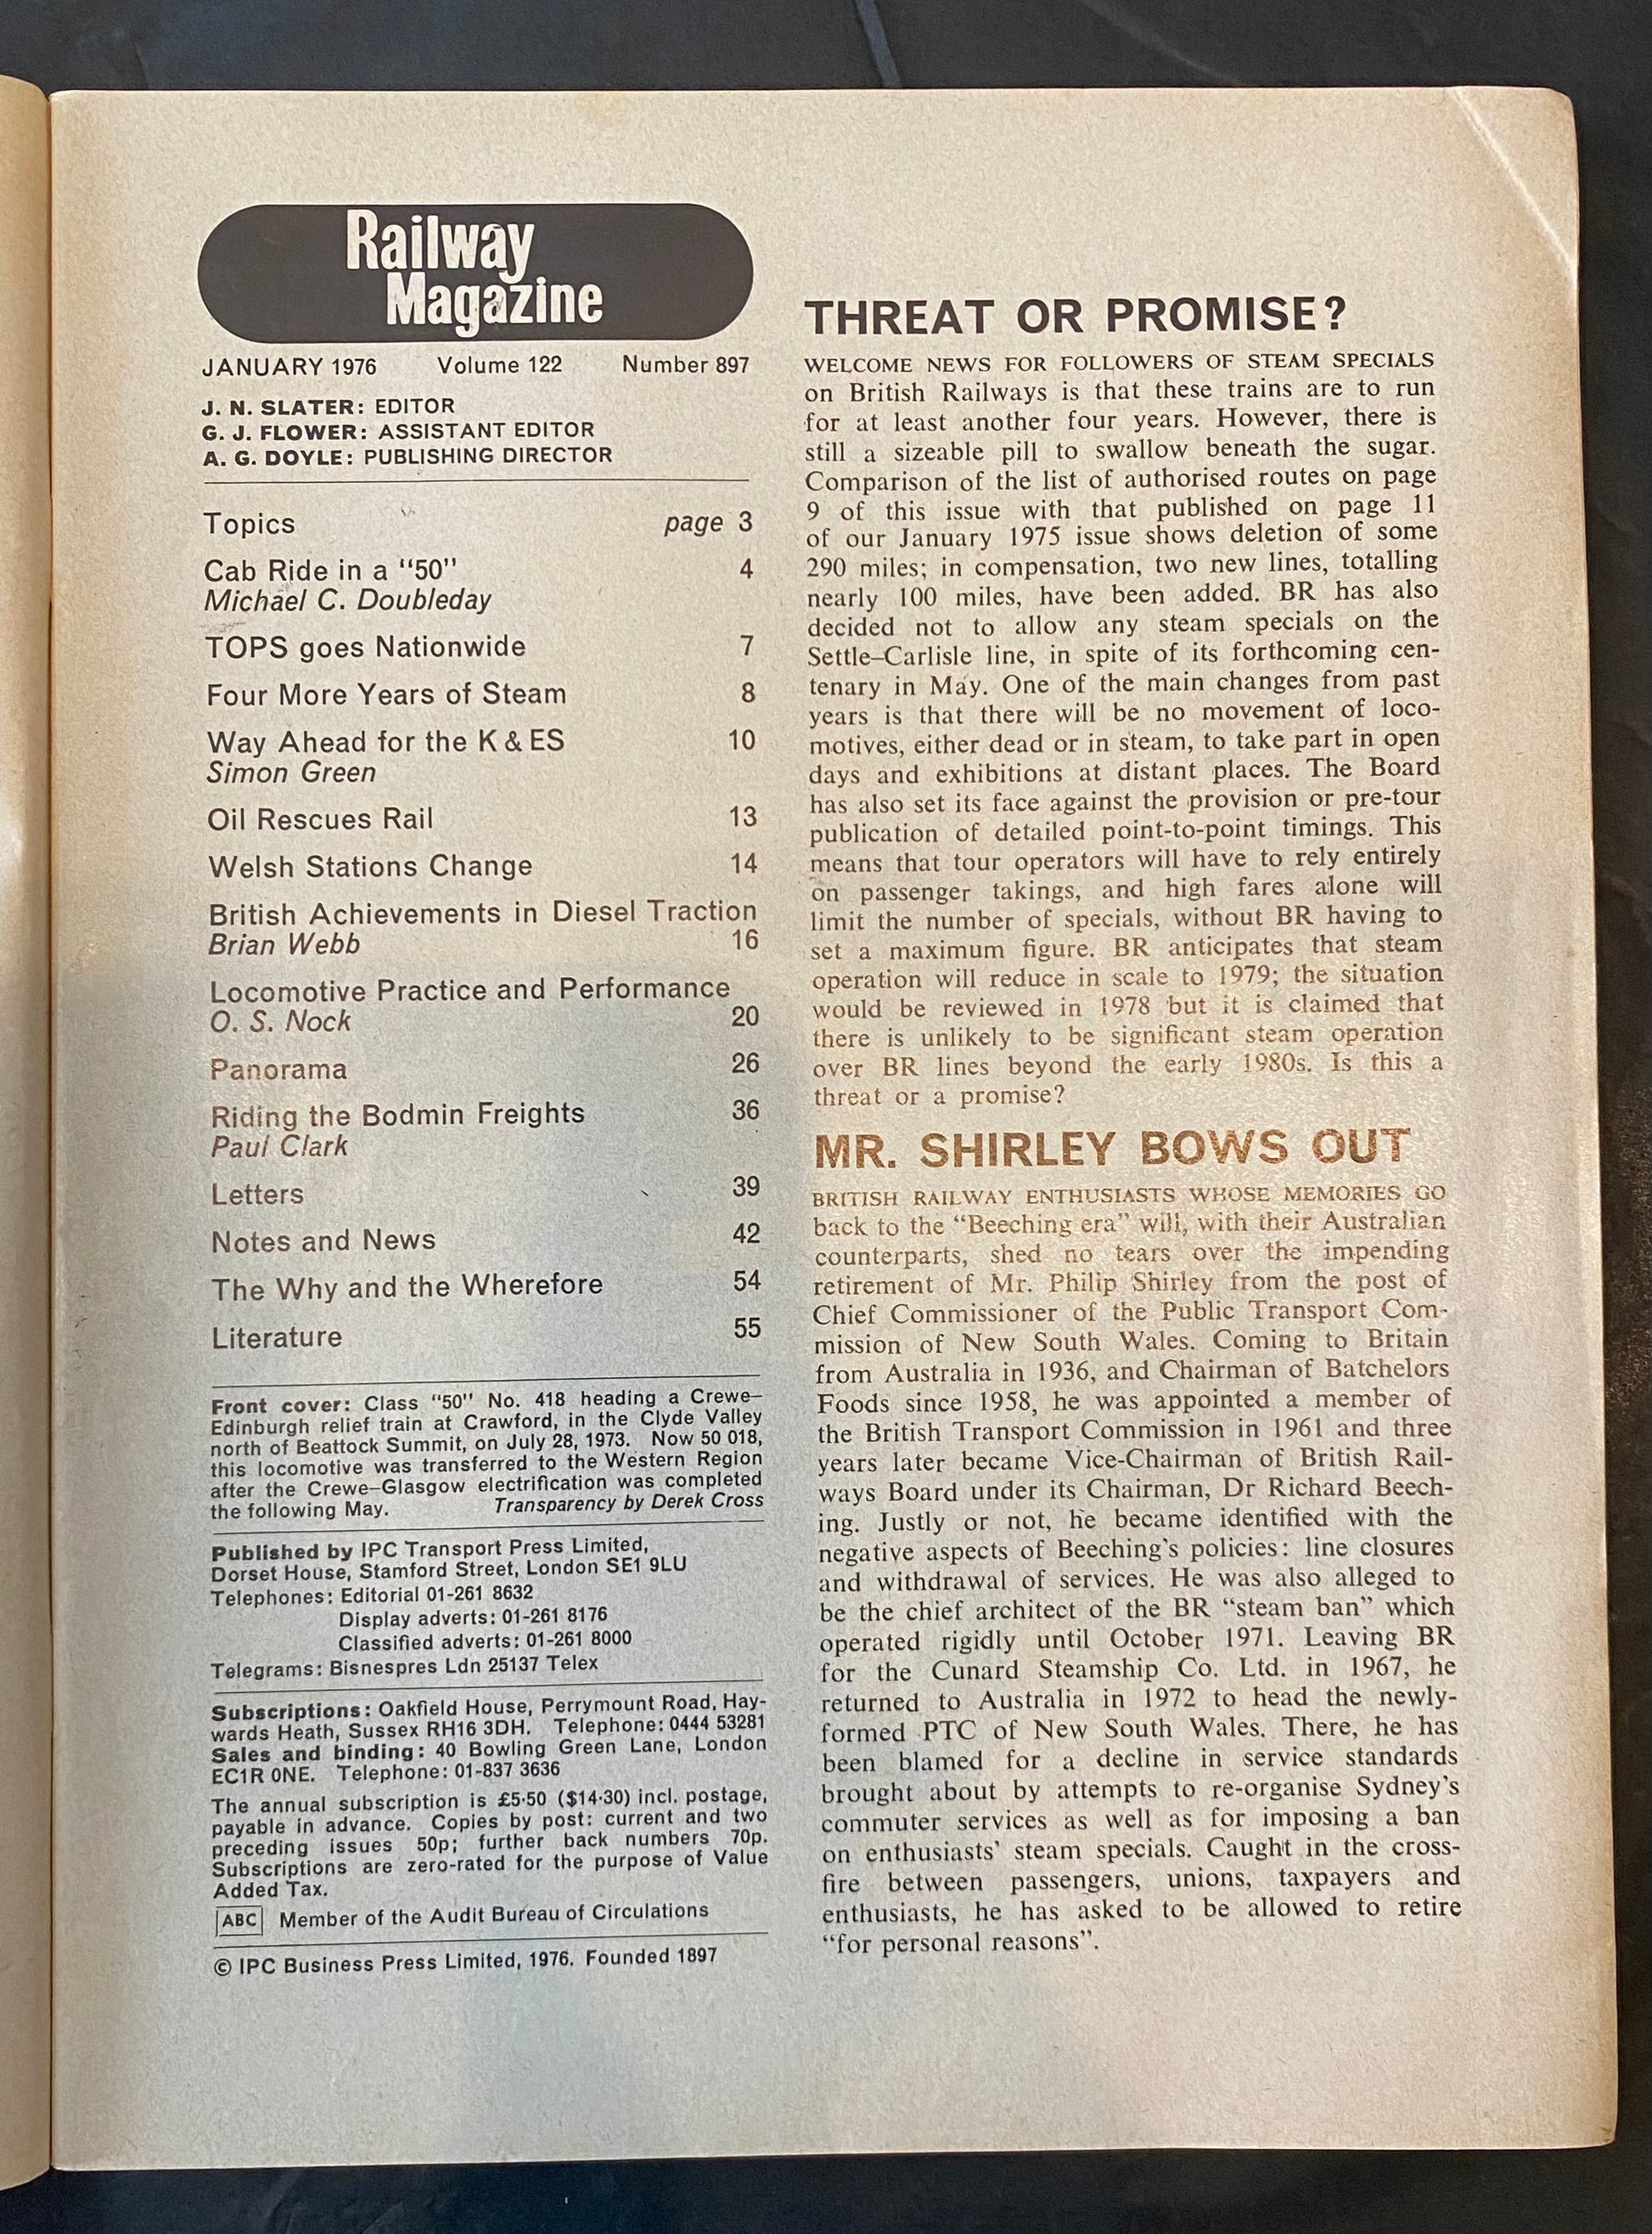 Railway
Magazine
JANUARY 1976 Volume 122 Number 897
J. N. SLATER: EDITOR
G. J. FLOWER: ASSISTANT EDITOR
A. G. DOYLE: PUBLISHING DIRECTOR
Topics page 3
Cab Ride in a “50” 4
Michael C. Doubleday
TOPS goes Nationwide 7
Four More Years of Steam 8
Way Ahead for the K & ES 10
Simon Green
Oil Rescues Rail 13
Welsh Stations Change 14
British Achievements in Diesel Traction
Brian Webb 16
Locomotive Practice and Performance
O. S. Nock 20
Panorama 26
Riding the Bodmin Freights 36
Paul Clark
Letters 39
Notes and News 42
The Why and the Wherefore 54
Literature 55
Front cover: Class “50” No. 418 heading a Crewe–
Edinburgh relief train at Crawford, in the Clyde Valley
north of Beattock Summit, on July 28, 1973. Now 50 018,
this locomotive was transferred to the Western Region
after the Crewe–Glasgow electrification was completed
the following May. Transparency by Derek Cross
Published by IPC Transport Press Limited,
Dorset House, Stamford Street, London SE1 9LU
Telephones: Editorial 01-261 8632
Display adverts: 01-261 8176
Classified adverts: 01-261 8000
Telegrams: Bisnespres Ldn 25137 Telex
Subscriptions: Oakfield House, Perrymount Road, Hay-
wards Heath, Sussex RH16 3DH. Telephone: 0444 53281
Sales and binding: 40 Bowling Green Lane, London
EC1R 0NE. Telephone: 01-837 3636
The annual subscription is £5·50 ($14·30) incl. postage,
payable in advance. Copies by post: current and two
preceding issues 50p; further back numbers 70p.
Subscriptions are zero-rated for the purpose of Value
Added Tax.
ABC Member of the Audit Bureau of Circulations
© IPC Business Press Limited, 1976. Founded 1897
THREAT OR PROMISE?
WELCOME NEWS FOR FOLLOWERS OF STEAM SPECIALS
on British Railways is that these trains are to run
for at least another four years. However, there is
still a sizeable pill to swallow beneath the sugar.
Comparison of the list of authorised routes on page
9 of this issue with that published on page 11
of our January 1975 issue shows deletion of some
290 miles; in compensation, two new lines, totalling
nearly 100 miles, have been added. BR has also
decided not to allow any steam specials on the
Settle–Carlisle line, in spite of its forthcoming cen-
tenary in May. One of the main changes from past
years is that there will be no movement of loco-
motives, either dead or in steam, to take part in open
days and exhibitions at distant places. The Board
has also set its face against the provision or pre-tour
publication of detailed point-to-point timings. This
means that tour operators will have to rely entirely
on passenger takings, and high fares alone will
limit the number of specials, without BR having to
set a maximum figure. BR anticipates that steam
operation will reduce in scale to 1979; the situation
would be reviewed in 1978 but it is claimed that
there is unlikely to be significant steam operation
over BR lines beyond the early 1980s. Is this a
threat or a promise?
MR. SHIRLEY BOWS OUT
BRITISH RAILWAY ENTHUSIASTS WHOSE MEMORIES GO
back to the “Beeching era” will, with their Australian
counterparts, shed no tears over the impending
retirement of Mr. Philip Shirley from the post of
Chief Commissioner of the Public Transport Com-
mission of New South Wales. Coming to Britain
from Australia in 1936, and Chairman of Batchelors
Foods since 1958, he was appointed a member of
the British Transport Commission in 1961 and three
years later became Vice-Chairman of British Rail-
ways Board under its Chairman, Dr Richard Beech-
ing. Justly or not, he became identified with the
negative aspects of Beeching’s policies: line closures
and withdrawal of services. He was also alleged to
be the chief architect of the BR “steam ban” which
operated rigidly until October 1971. Leaving BR
for the Cunard Steamship Co. Ltd. in 1967, he
returned to Australia in 1972 to head the newly-
formed PTC of New South Wales. There, he has
been blamed for a decline in service standards
brought about by attempts to re-organise Sydney’s
commuter services as well as for imposing a ban
on enthusiasts’ steam specials. Caught in the cross-
fire between passengers, unions, taxpayers and
enthusiasts, he has asked to be allowed to retire
“for personal reasons”.